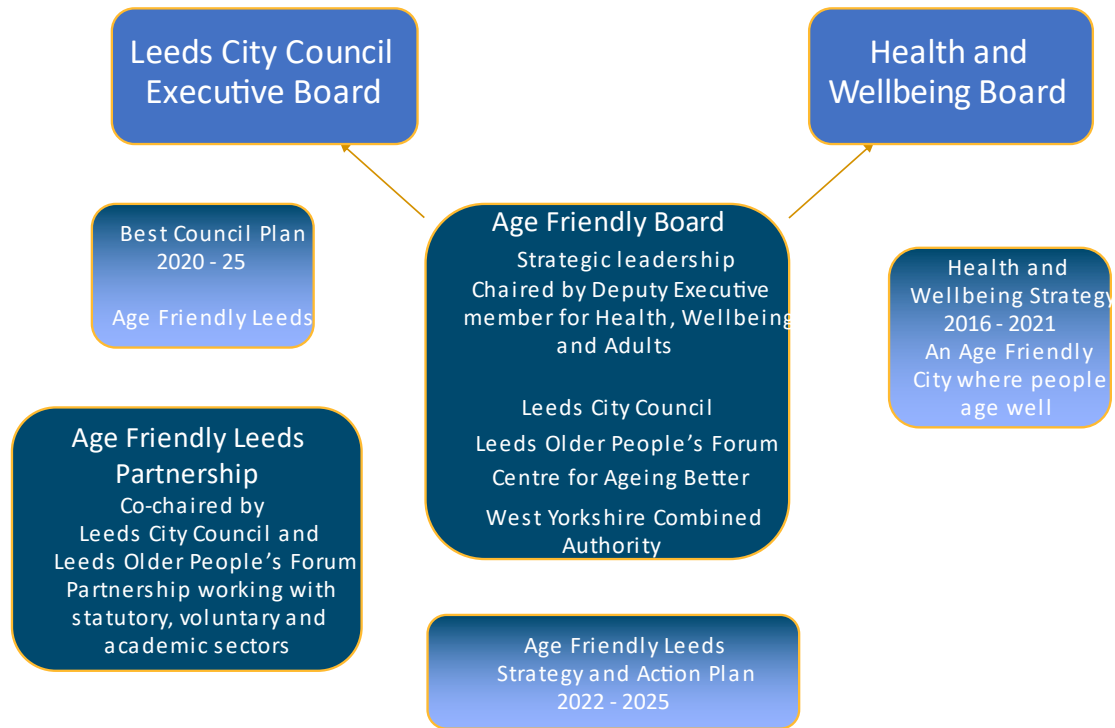 Leeds City Council
Executive Board
Health and
Wellbeing Board
Best Council Plan
2020 - 25
Age Friendly Leeds
Age Friendly Board
Strategic leadership
Chaired by Deputy Executive
member for Health, Wellbeing
and Adults
Leeds City Council
Leeds Older People’s Forum
Centre for Ageing Better
West Yorkshire Combined
Authority
Health and
Wellbeing Strategy
2016 - 2021
An Age Friendly
City where people
age well
Age Friendly Leeds
Partnership
Co-chaired by
Leeds City Council and
Leeds Older People’s Forum
Partnership working with
statutory, voluntary and
academic sectors
Age Friendly Leeds
Strategy and Action Plan
2022 - 2025